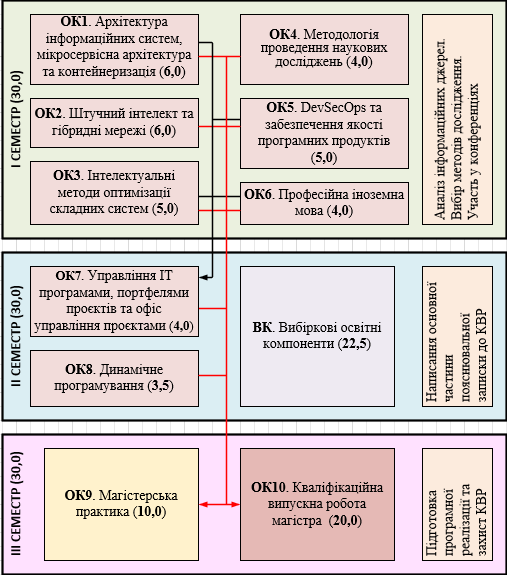 І СЕМЕСТР (30,0)
ОК1. Архітектура
інформаційних систем,
мікросервісна архітектура
та контейнеризація (6,0)
ОК4. Методологія
проведення наукових
досліджень (4,0)
ОК2. Штучний інтелект та
гібридні мережі (6,0)
ОК5. DevSecOps та
забезпечення якості
програмних продуктів
(5,0)
ОК3. Інтелектуальні
методи оптимізації
складних систем (5,0)
ОК6. Професійна іноземна
мова (4,0)
Аналіз інформаційних джерел.
Вибір методів дослідження.
Участь у конференціях
ІІ СЕМЕСТР (30,0)
ОК7. Управління ІТ
програмами, портфелями
проєктів та офіс
управління проєктами (4,0)
ОК8. Динамічне
програмування (3,5)
ВК. Вибіркові освітні
компоненти (22,5)
Написання основної
частини
пояснювальної
записки до КВР
ІІІ СЕМЕСТР (30,0)
ОК9. Магістерська
практика (10,0)
ОК10. Кваліфікаційна
випускна робота
магістра (20,0)
Підготовка
програмної
реалізації та
захист КВР